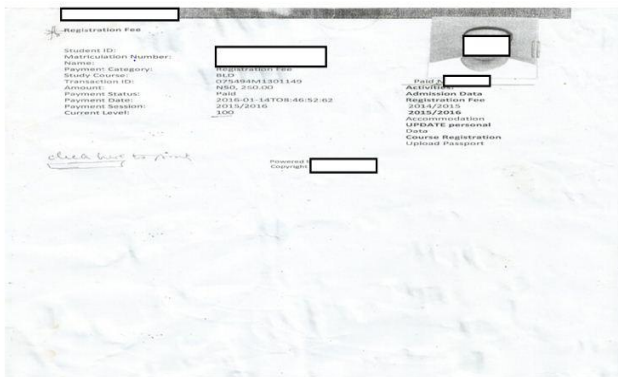 Registration Fee
Student ID:
Matriculation Number:
Name:
Payment Category: Registration Fee
Study Course: BLD
Transaction ID: 075494M1301149
Amount: N50, 250.00
Payment Status: Paid
Payment Date: 2016-01-14T08:46:52.62
Payment Session: 2015/2016
Current Level: 100
Paid
Activities:
Admission Data
Registration Fee
2014/2015
2015/2016
Accommodation
UPDATE personal
Data
Course Registration
Upload Passport
click here to print
Powered
Copyright